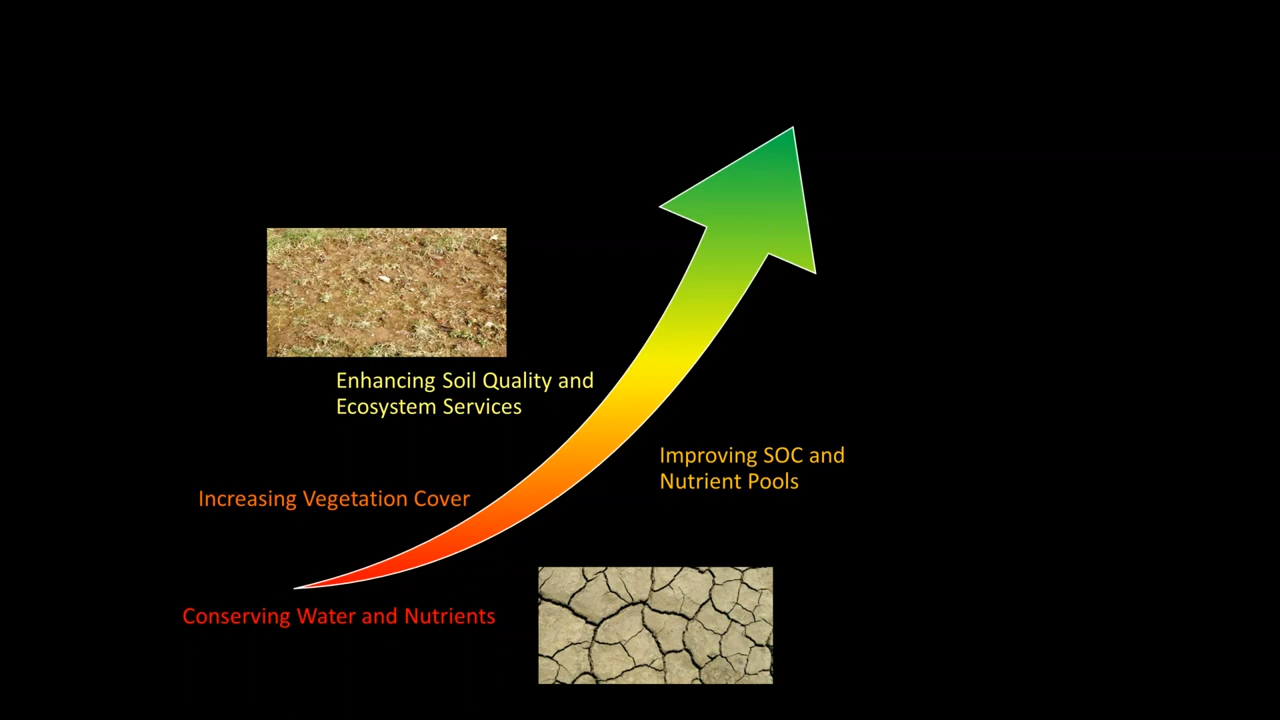 Enhancing Soil Quality and
Ecosystem Services
Improving SOC and
Nutrient Pools
Increasing Vegetation Cover
Conserving Water and Nutrients